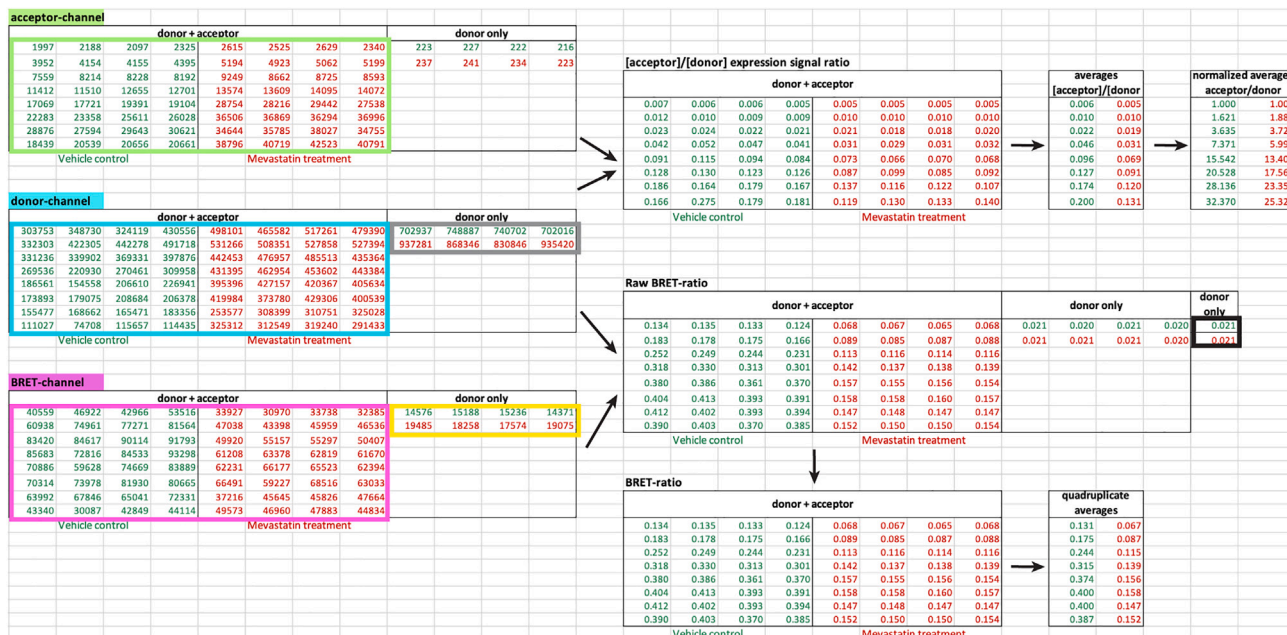 acceptor-channel
donor + acceptor donor only
1997 2188 2097 2325 2615 2525 2629 2340 223 227 222 216
3952 4154 4155 4395 5194 4923 5062 5199 237 241 234 223
7559 8214 8228 8192 9249 8662 8725 8593
11412 11510 12655 12701 13574 13609 14095 14072
17069 17721 19391 19104 28754 28216 29442 27538
22283 23358 25611 26028 36506 36869 36294 36996
28876 27594 29643 30621 34644 35785 38027 34755
18439 20539 20656 20661 38796 40719 42523 40791
Vehicle control Mevastatin treatment
[acceptor]/[donor] expression signal ratio
donor + acceptor
0.007 0.006 0.006 0.005 0.005 0.005 0.005 0.005
0.012 0.010 0.009 0.009 0.010 0.010 0.010 0.010
0.023 0.024 0.022 0.021 0.021 0.018 0.018 0.020
0.042 0.052 0.047 0.041 0.031 0.029 0.031 0.032
0.091 0.115 0.094 0.084 0.073 0.066 0.070 0.068
0.128 0.130 0.123 0.126 0.087 0.099 0.085 0.092
0.186 0.164 0.179 0.167 0.137 0.116 0.122 0.107
0.166 0.275 0.179 0.181 0.119 0.130 0.133 0.140
Vehicle control Mevastatin treatment
averages
[acceptor]/[donor
0.006 0.005
0.010 0.010
0.022 0.019
0.046 0.031
0.096 0.069
0.127 0.091
0.174 0.120
0.200 0.131
normalized average
acceptor/donor
1.000 1.00
1.621 1.88
3.635 3.72
7.371 5.99
15.542 13.40
20.528 17.56
28.136 23.35
32.370 25.32
donor-channel
donor + acceptor donor only
303753 348730 324119 430556 498101 465582 517261 479390 702937 748887 740702 702016
332303 422305 442278 491718 531266 508351 527858 527394 937281 868346 830846 935420
331236 339902 369331 397876 442453 476957 485513 435364
269536 220930 270461 309958 431395 462954 453602 443384
186561 154558 206610 226941 395396 427157 420367 405634
173893 179075 208684 206378 419984 373780 429306 400539
155477 168662 165471 183356 253577 308399 310751 325028
111027 74708 115657 114435 325312 312549 319240 291433
Vehicle control Mevastatin treatment
Raw BRET-ratio
donor + acceptor donor only donor
only
0.134 0.135 0.133 0.124 0.068 0.067 0.065 0.068 0.021 0.020 0.021 0.020 0.021
0.183 0.178 0.175 0.166 0.089 0.085 0.087 0.088 0.021 0.021 0.021 0.020 0.021
0.252 0.249 0.244 0.231 0.113 0.116 0.114 0.116
0.318 0.330 0.313 0.301 0.142 0.137 0.138 0.139
0.380 0.386 0.361 0.370 0.157 0.155 0.156 0.154
0.404 0.413 0.393 0.391 0.158 0.158 0.160 0.157
0.412 0.402 0.393 0.394 0.147 0.148 0.147 0.147
0.390 0.403 0.370 0.385 0.152 0.150 0.150 0.154
Vehicle control Mevastatin treatment
BRET-channel
donor + acceptor donor only
40559 46922 42966 53516 33927 30970 33738 32385 14576 15188 15236 14371
60938 74961 77271 81564 47038 43398 45959 46536 19485 18258 17574 19075
83420 84617 90114 91793 49920 55157 55297 50407
85683 72816 84533 93298 61208 63378 62819 61670
70886 59628 74669 83889 62231 66177 65523 62394
70314 73978 81930 80665 66491 59227 68516 63033
63992 67846 65041 72331 37216 45645 45826 47664
43340 30087 42849 44114 49573 46960 47883 44834
Vehicle control Mevastatin treatment
BRET-ratio
donor + acceptor
0.134 0.135 0.133 0.124 0.068 0.067 0.065 0.068
0.183 0.178 0.175 0.166 0.089 0.085 0.087 0.088
0.252 0.249 0.244 0.231 0.113 0.116 0.114 0.116
0.318 0.330 0.313 0.301 0.142 0.137 0.138 0.139
0.380 0.386 0.361 0.370 0.157 0.155 0.156 0.154
0.404 0.413 0.393 0.391 0.158 0.158 0.160 0.157
0.412 0.402 0.393 0.394 0.147 0.148 0.147 0.147
0.390 0.403 0.370 0.385 0.152 0.150 0.150 0.154
Vehicle control Mevastatin treatment
quadruplicate
averages
0.131 0.067
0.175 0.087
0.244 0.115
0.315 0.139
0.374 0.156
0.400 0.158
0.400 0.147
0.387 0.152